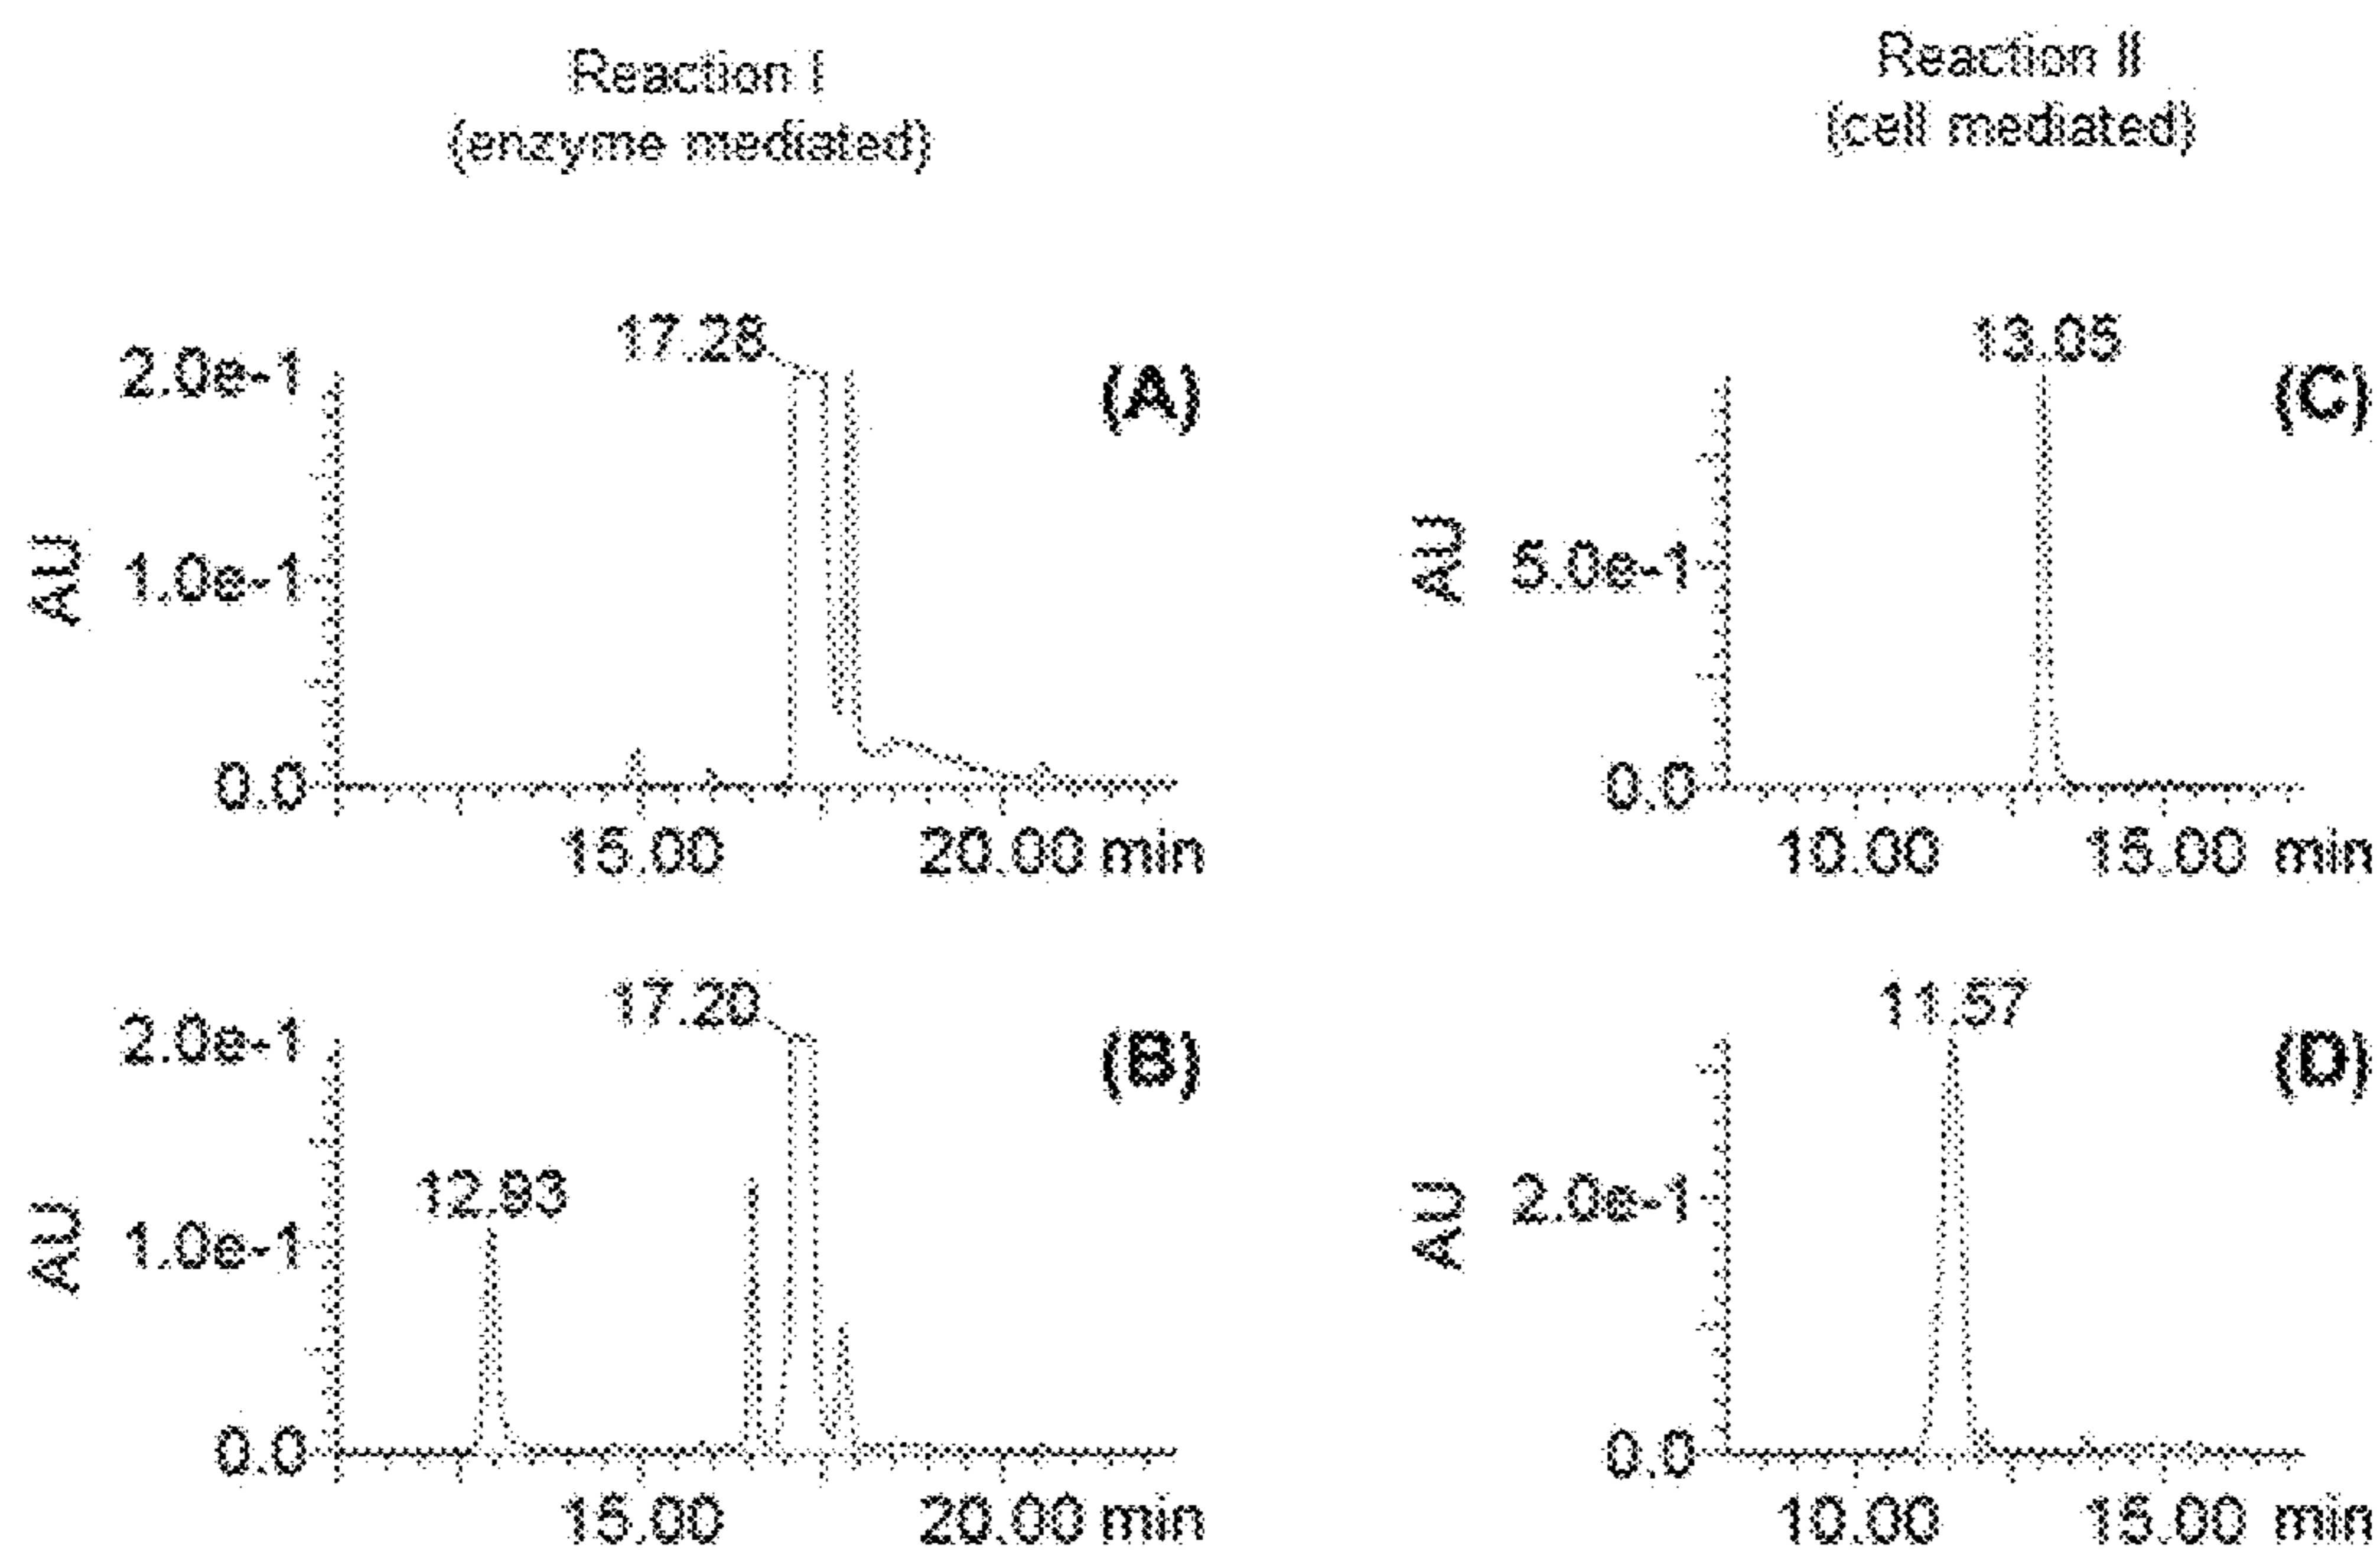 Reaction I
(enzyme mediated)
Reaction II
(cell mediated)
17.28
2.0e-1
(A)
AU
1.0e-1
0.0
15.00
20.00 min
13.05
(C)
AU
5.0e-1
0.0
10.00
15.00 min
17.20
2.0e-1
(B)
12.93
AU
1.0e-1
0.0
15.00
20.00 min
11.57
(D)
AU
2.0e-1
0.0
10.00
15.00 min